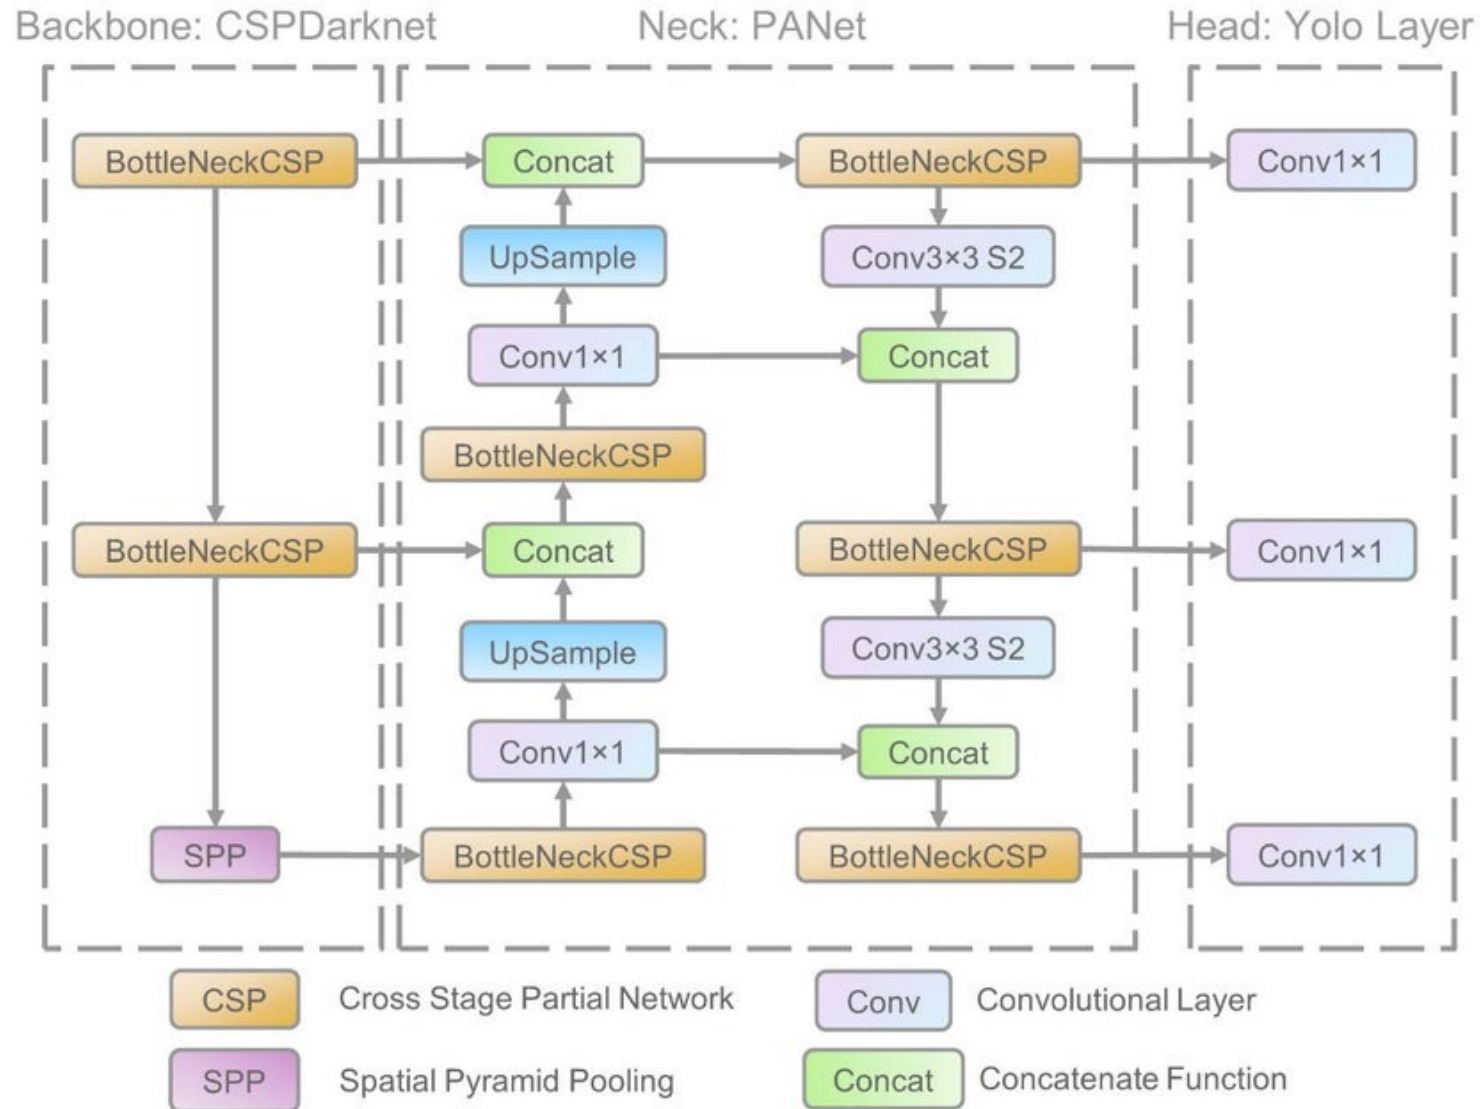 Backbone: CSPDarknet
Neck: PANet
Head: Yolo Layer
BottleNeckCSP
Concat
BottleNeckCSP
Conv1×1
UpSample
Conv3×3 S2
Conv1×1
Concat
BottleNeckCSP
BottleNeckCSP
Concat
BottleNeckCSP
Conv1×1
UpSample
Conv3×3 S2
Conv1×1
Concat
SPP
BottleNeckCSP
BottleNeckCSP
Conv1×1
CSP
Cross Stage Partial Network
Conv
Convolutional Layer
SPP
Spatial Pyramid Pooling
Concat
Concatenate Function